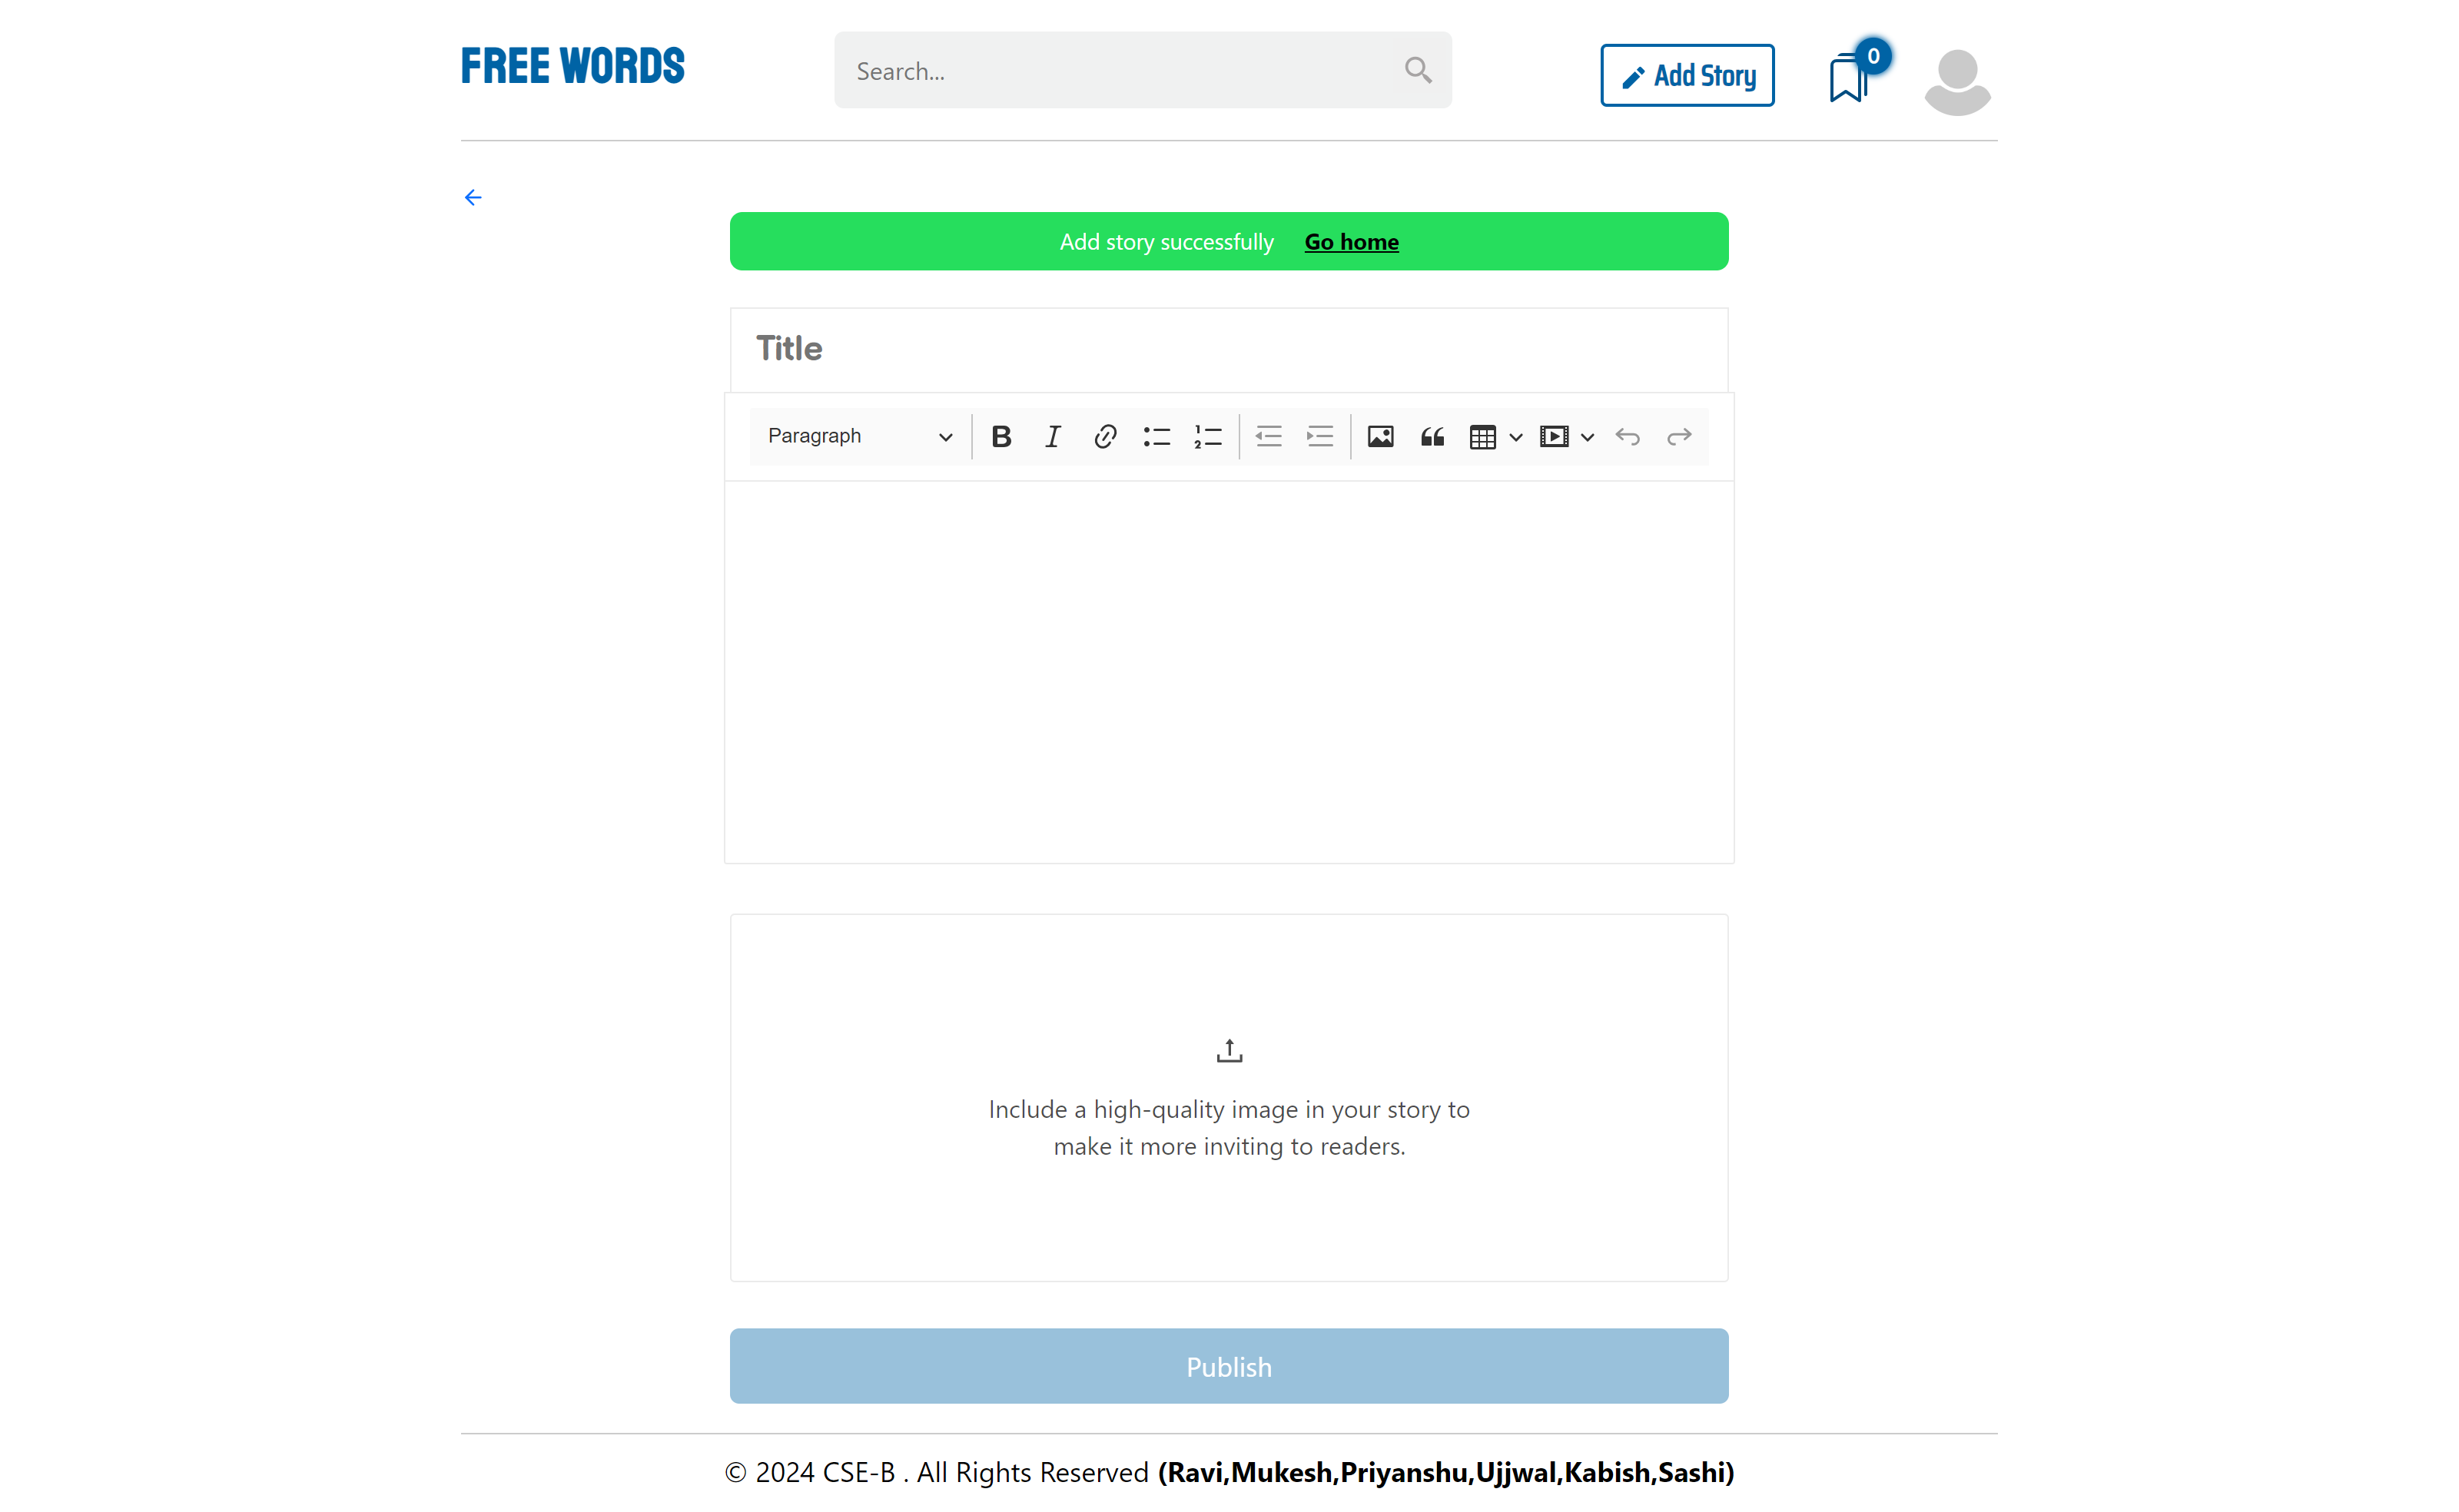 FREE WORDS
Search...
Add Story
0
Add story successfully Go home
Title
Paragraph
Include a high-quality image in your story to
make it more inviting to readers.
Publish
© 2024 CSE-B . All Rights Reserved (Ravi,Mukesh,Priyanshu,Ujjwal,Kabish,Sashi)